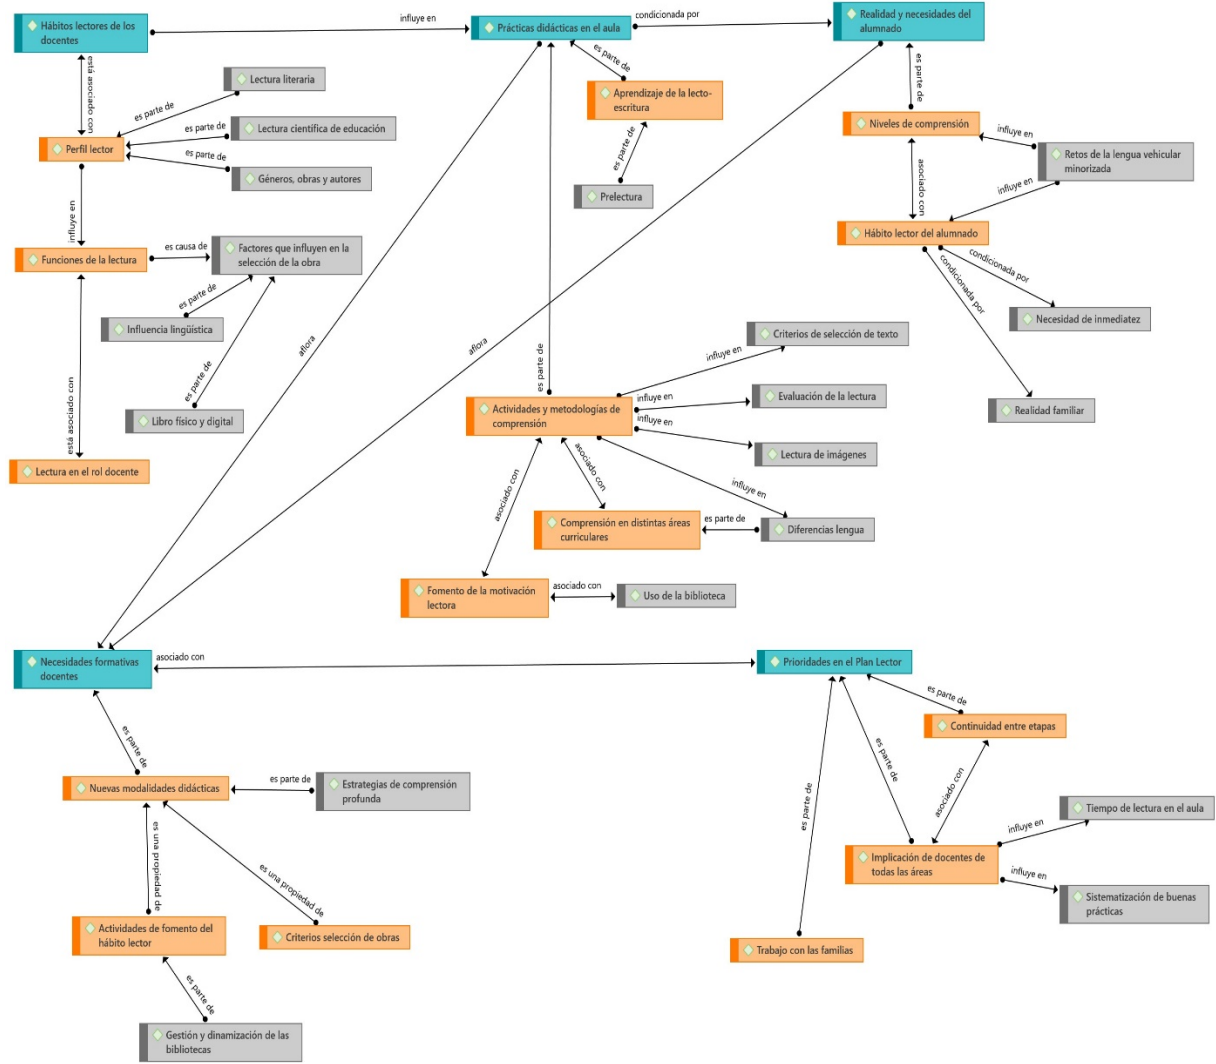 Hábitos lectores de los
docentes
influye en
Prácticas didácticas en el aula
condicionada por
Realidad y necesidades del
alumnado
está asociado con
es parte de
Lectura literaria
es parte de
Lectura científica de educación
es parte de
Perfil lector
es parte de
Géneros, obras y autores
es parte de
Aprendizaje de la lecto-
escritura
es parte de
Prelectura
es parte de
Niveles de comprensión
influye en
Retos de la lengua vehicular
minorizada
asociado con
influye en
Hábito lector del alumnado
condicionada por
condicionada por
Necesidad de inmediatez
Realidad familiar
influye en
Funciones de la lectura
es causa de
Factores que influyen en la
selección de la obra
es parte de
Influencia lingüística
es parte de
Libro físico y digital
está asociado con
Lectura en el rol docente
aflora
aflora
es parte de
Criterios de selección de texto
influye en
Actividades y metodologías de
comprensión
influye en
Evaluación de la lectura
influye en
Lectura de imágenes
asociado con
asociado con
influye en
Comprensión en distintas áreas
curriculares
es parte de
Diferencias lengua
Fomento de la motivación
lectora
asociado con
Uso de la biblioteca
Necesidades formativas
docentes
asociado con
Prioridades en el Plan Lector
es parte de
es parte de
Continuidad entre etapas
es parte de
es parte de
asociado con
Nuevas modalidades didácticas
es parte de
Estrategias de comprensión
profunda
es una propiedad de
es una propiedad de
Tiempo de lectura en el aula
influye en
Implicación de docentes de
todas las áreas
influye en
Sistematización de buenas
prácticas
Actividades de fomento del
hábito lector
Criterios selección de obras
Trabajo con las familias
es parte de
Gestión y dinamización de las
bibliotecas